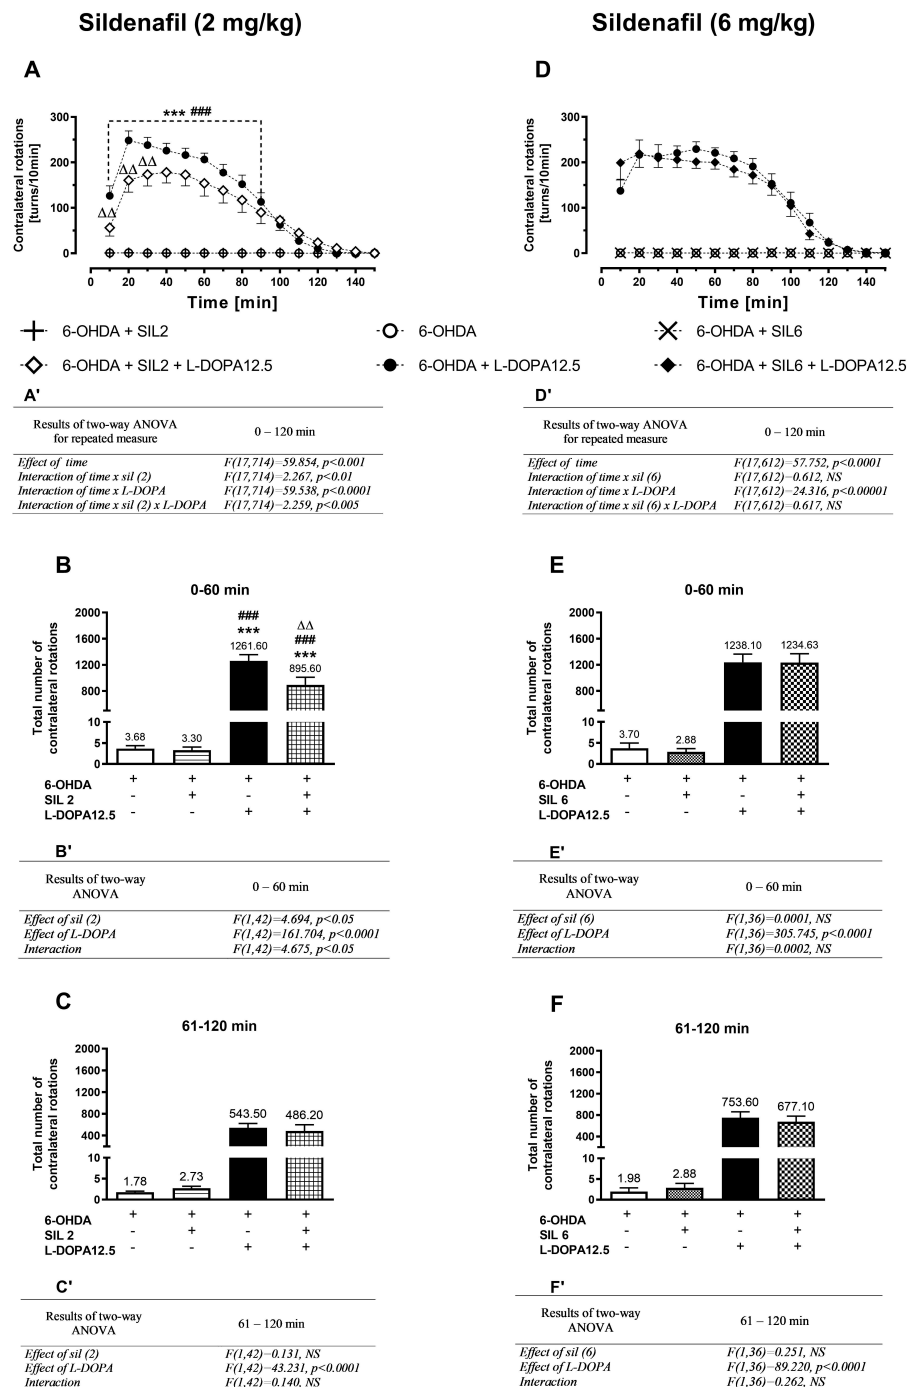 Sildenafil (2 mg/kg)
Sildenafil (6 mg/kg)
A
*** ###
ΔΔ
ΔΔ ΔΔ
Contralateral rotations
[turns/10min]
300
200
100
0
0 20 40 60 80 100 120 140
Time [min]
D
Contralateral rotations
[turns/10min]
300
200
100
0
0 20 40 60 80 100 120 140
Time [min]
6-OHDA + SIL2
6-OHDA
6-OHDA + SIL6
6-OHDA + SIL2 + L-DOPA12.5
6-OHDA + L-DOPA12.5
6-OHDA + SIL6 + L-DOPA12.5
A'
Results of two-way ANOVA
for repeated measure
0 – 120 min
Effect of time F(17,714)=59.854, p<0.001
Interaction of time x sil (2) F(17,714)=2.267, p<0.01
Interaction of time x L-DOPA F(17,714)=59.538, p<0.0001
Interaction of time x sil (2) x L-DOPA F(17,714)=2.259, p<0.005
D'
Results of two-way ANOVA
for repeated measure
0 – 120 min
Effect of time F(17,612)=57.752, p<0.0001
Interaction of time x sil (6) F(17,612)=0.612, NS
Interaction of time x L-DOPA F(17,612)=24.316, p<0.00001
Interaction of time x sil (6) x L-DOPA F(17,612)=0.617, NS
B
0-60 min
Total number of
contralateral rotations
2000
1600
1200
800
10
5
0
3.68
3.30
###
***
1261.60
ΔΔ
###
***
895.60
6-OHDA + + + +
SIL 2 - + - +
L-DOPA12.5 - - + +
E
0-60 min
Total number of
contralateral rotations
2000
1600
1200
800
10
5
0
3.70
2.88
1238.10
1234.63
6-OHDA + + + +
SIL 6 - + - +
L-DOPA12.5 - - + +
B'
Results of two-way
ANOVA
0 – 60 min
Effect of sil (2) F(1,42)=4.694, p<0.05
Effect of L-DOPA F(1,42)=161.704, p<0.0001
Interaction F(1,42)=4.675, p<0.05
E'
Results of two-way
ANOVA
0 – 60 min
Effect of sil (6) F(1,36)=0.0001, NS
Effect of L-DOPA F(1,36)=305.745, p<0.0001
Interaction F(1,36)=0.0002, NS
C
61-120 min
Total number of
contralateral rotations
2000
1600
1200
800
400
10
5
0
1.78
2.73
543.50
486.20
6-OHDA + + + +
SIL 2 - + - +
L-DOPA12.5 - - + +
F
61-120 min
Total number of
contralateral rotations
2000
1600
1200
800
400
10
5
0
1.98
2.88
753.60
677.10
6-OHDA + + + +
SIL 6 - + - +
L-DOPA12.5 - - + +
C'
Results of two-way
ANOVA
61 – 120 min
Effect of sil (2) F(1,42)=0.131, NS
Effect of L-DOPA F(1,42)=43.231, p<0.0001
Interaction F(1,42)=0.140, NS
F'
Results of two-way
ANOVA
61 – 120 min
Effect of sil (6) F(1,36)=0.251, NS
Effect of L-DOPA F(1,36)=89.220, p<0.0001
Interaction F(1,36)=0.262, NS